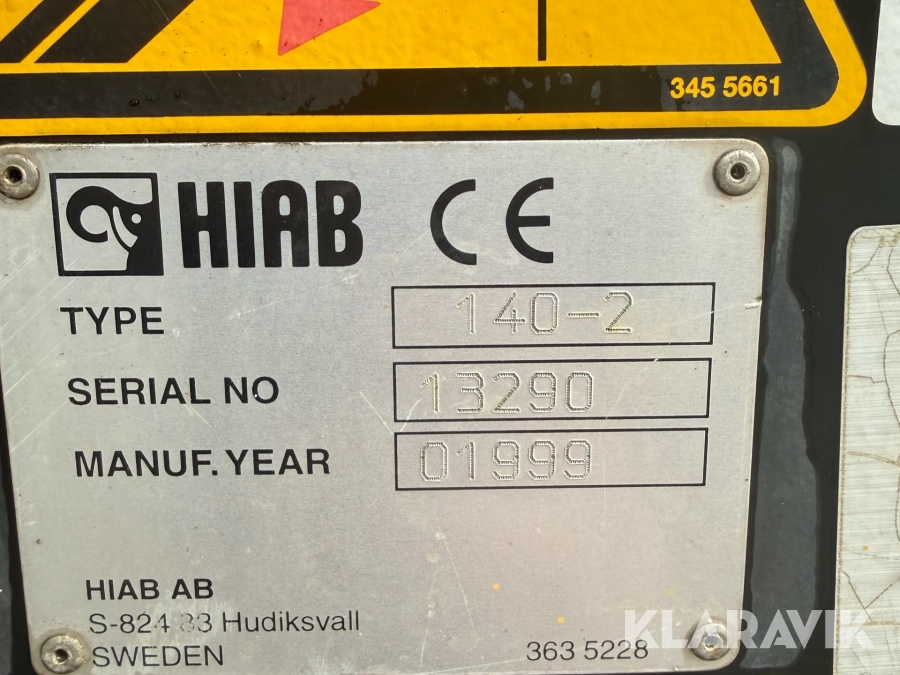 345 5661
HIAB CE
TYPE 140-2
SERIAL NO 13290
MANUF. YEAR 01999
HIAB AB
S-824 83 Hudiksvall
SWEDEN 363 5228
KLARAVIK